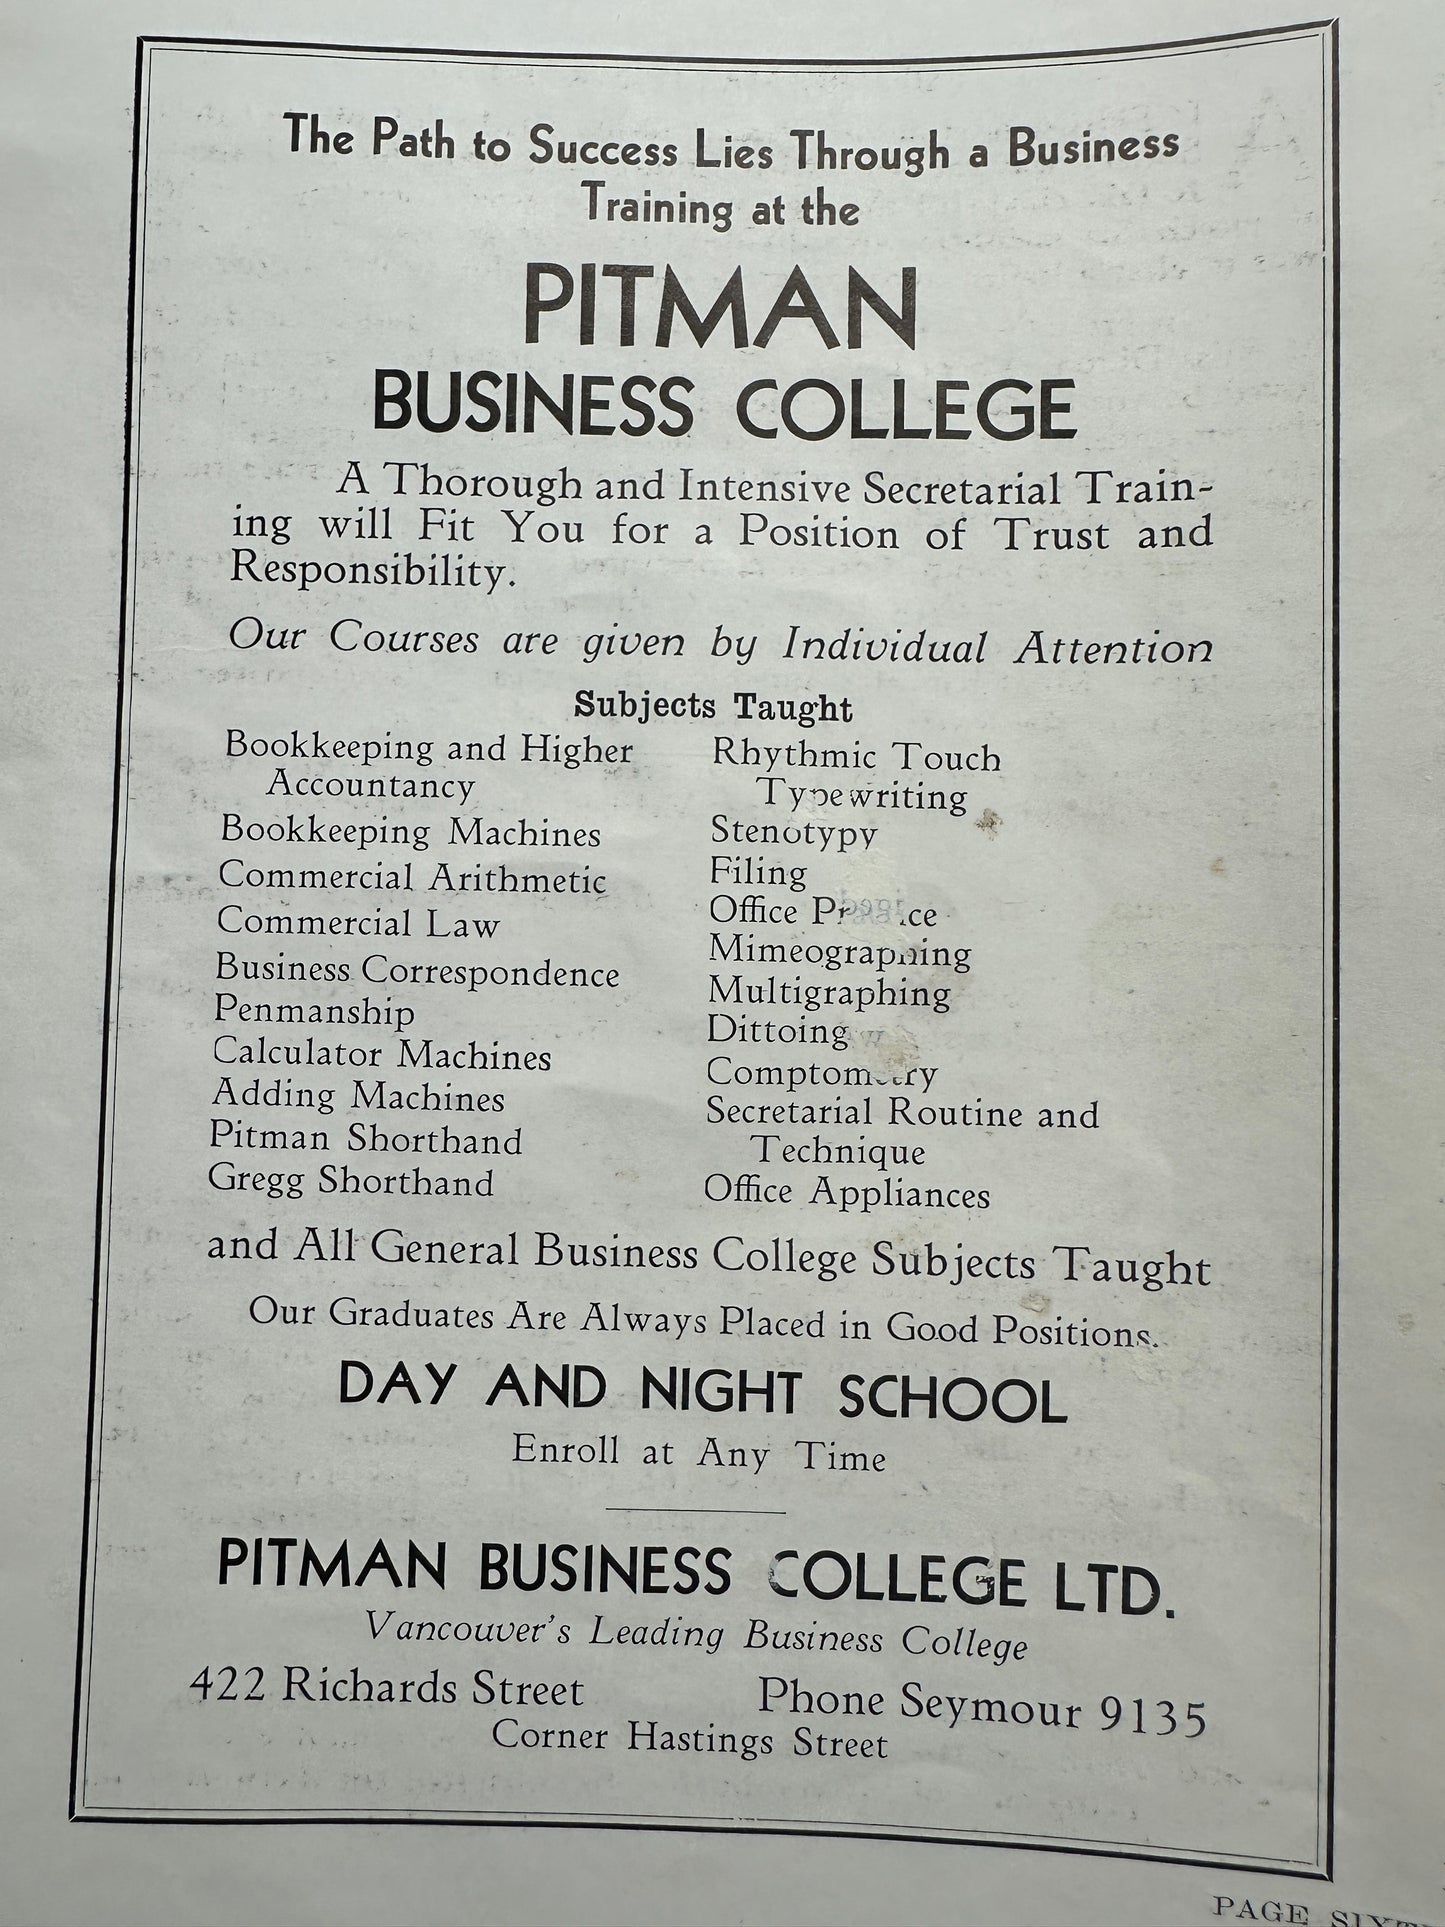 The Path to Success Lies Through a Business
Training at the
PITMAN
BUSINESS COLLEGE
A Thorough and Intensive Secretarial Train-
ing will Fit You for a Position of Trust and
Responsibility.
Our Courses are given by Individual Attention
Subjects Taught
Bookkeeping and Higher
Accountancy
Bookkeeping Machines
Commercial Arithmetic
Commercial Law
Business Correspondence
Penmanship
Calculator Machines
Adding Machines
Pitman Shorthand
Gregg Shorthand
Rhythmic Touch
Typewriting
Stenotypy
Filing
Office Practice
Mimeographing
Multigraphing
Dittoing
Comptometry
Secretarial Routine and
Technique
Office Appliances
and All General Business College Subjects Taught
Our Graduates Are Always Placed in Good Positions.
DAY AND NIGHT SCHOOL
Enroll at Any Time
PITMAN BUSINESS COLLEGE LTD.
Vancouver's Leading Business College
422 Richards Street Phone Seymour 9135
Corner Hastings Street
PAGE